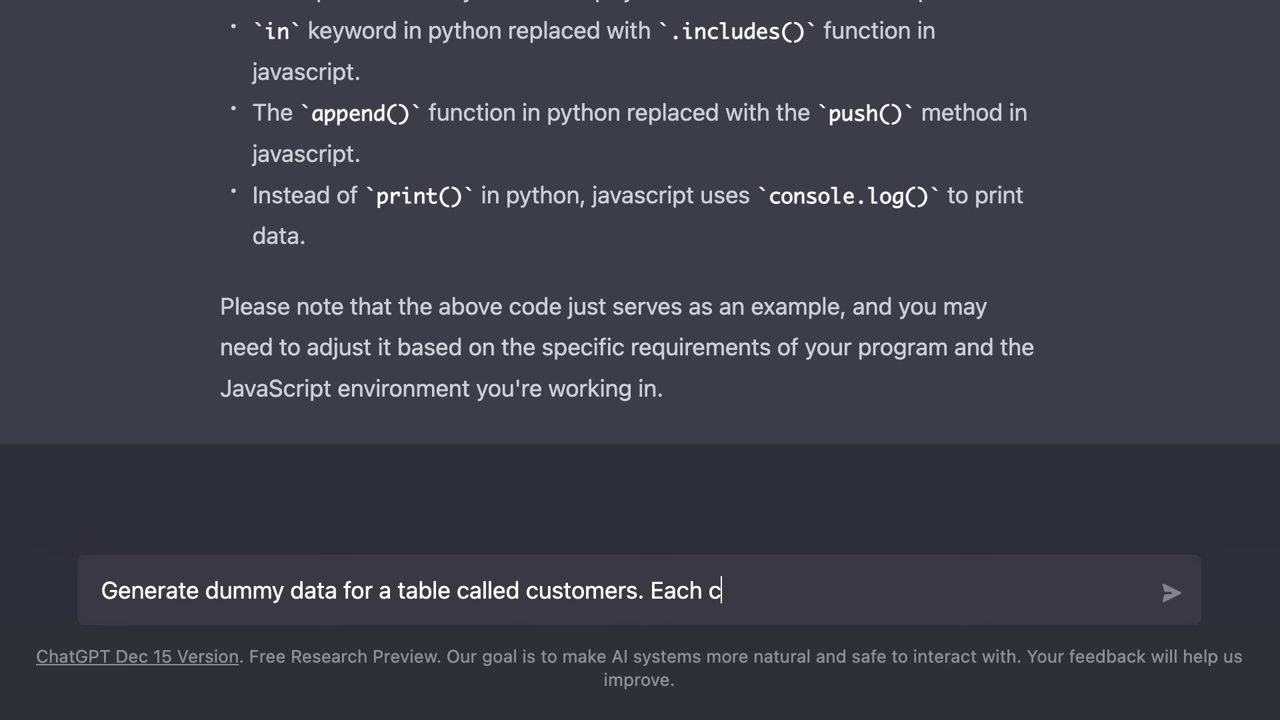 • `in` keyword in python replaced with `.includes()` function in
javascript.
• The `append()` function in python replaced with the `push()` method in
javascript.
• Instead of `print()` in python, javascript uses `console.log()` to print
data.
Please note that the above code just serves as an example, and you may
need to adjust it based on the specific requirements of your program and the
JavaScript environment you're working in.
Generate dummy data for a table called customers. Each c
ChatGPT Dec 15 Version. Free Research Preview. Our goal is to make AI systems more natural and safe to interact with. Your feedback will help us
improve.